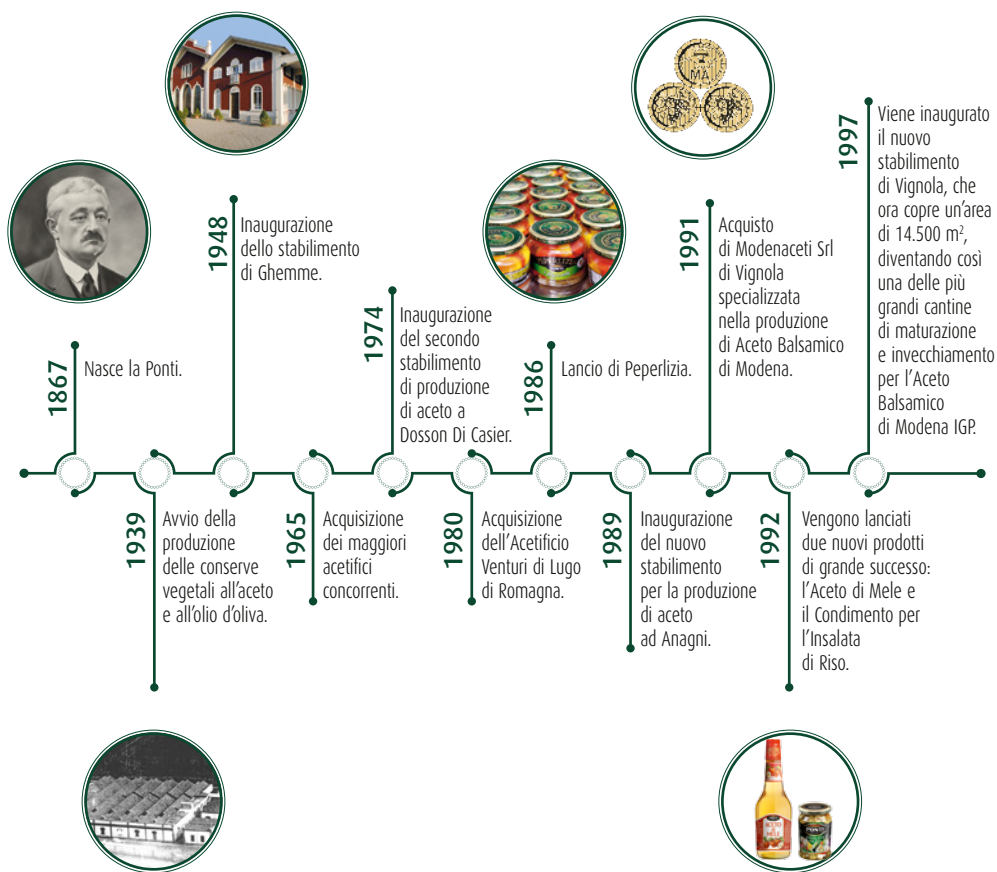 1867
Nasce la Ponti.
1939
Avvio della
produzione
delle conserve
vegetali all'aceto
e all'olio d'oliva.
1948
Inaugurazione
dello stabilimento
di Ghemme.
1965
Acquisizione
dei maggiori
acetifici
concorrenti.
1974
Inaugurazione
del secondo
stabilimento
di produzione
di aceto a
Dosson Di Casier.
1980
Acquisizione
dell'Acetificio
Venturi di Lugo
di Romagna.
1986
Lancio di Peperlizia.
1989
Inaugurazione
del nuovo
stabilimento
per la produzione
di aceto
ad Anagni.
MA
1991
Acquisto
di Modenaceti Srl
di Vignola
specializzata
nella produzione
di Aceto Balsamico
di Modena.
1992
Vengono lanciati
due nuovi prodotti
di grande successo:
l'Aceto di Mele e
il Condimento per
l'Insalata
di Riso.
ACETO
di
MELE
PONTI
1997
Viene inaugurato
il nuovo
stabilimento
di Vignola, che
ora copre un'area
di 14.500 m²,
diventando così
una delle più
grandi cantine
di maturazione
e invecchiamento
per l'Aceto
Balsamico
di Modena IGP.